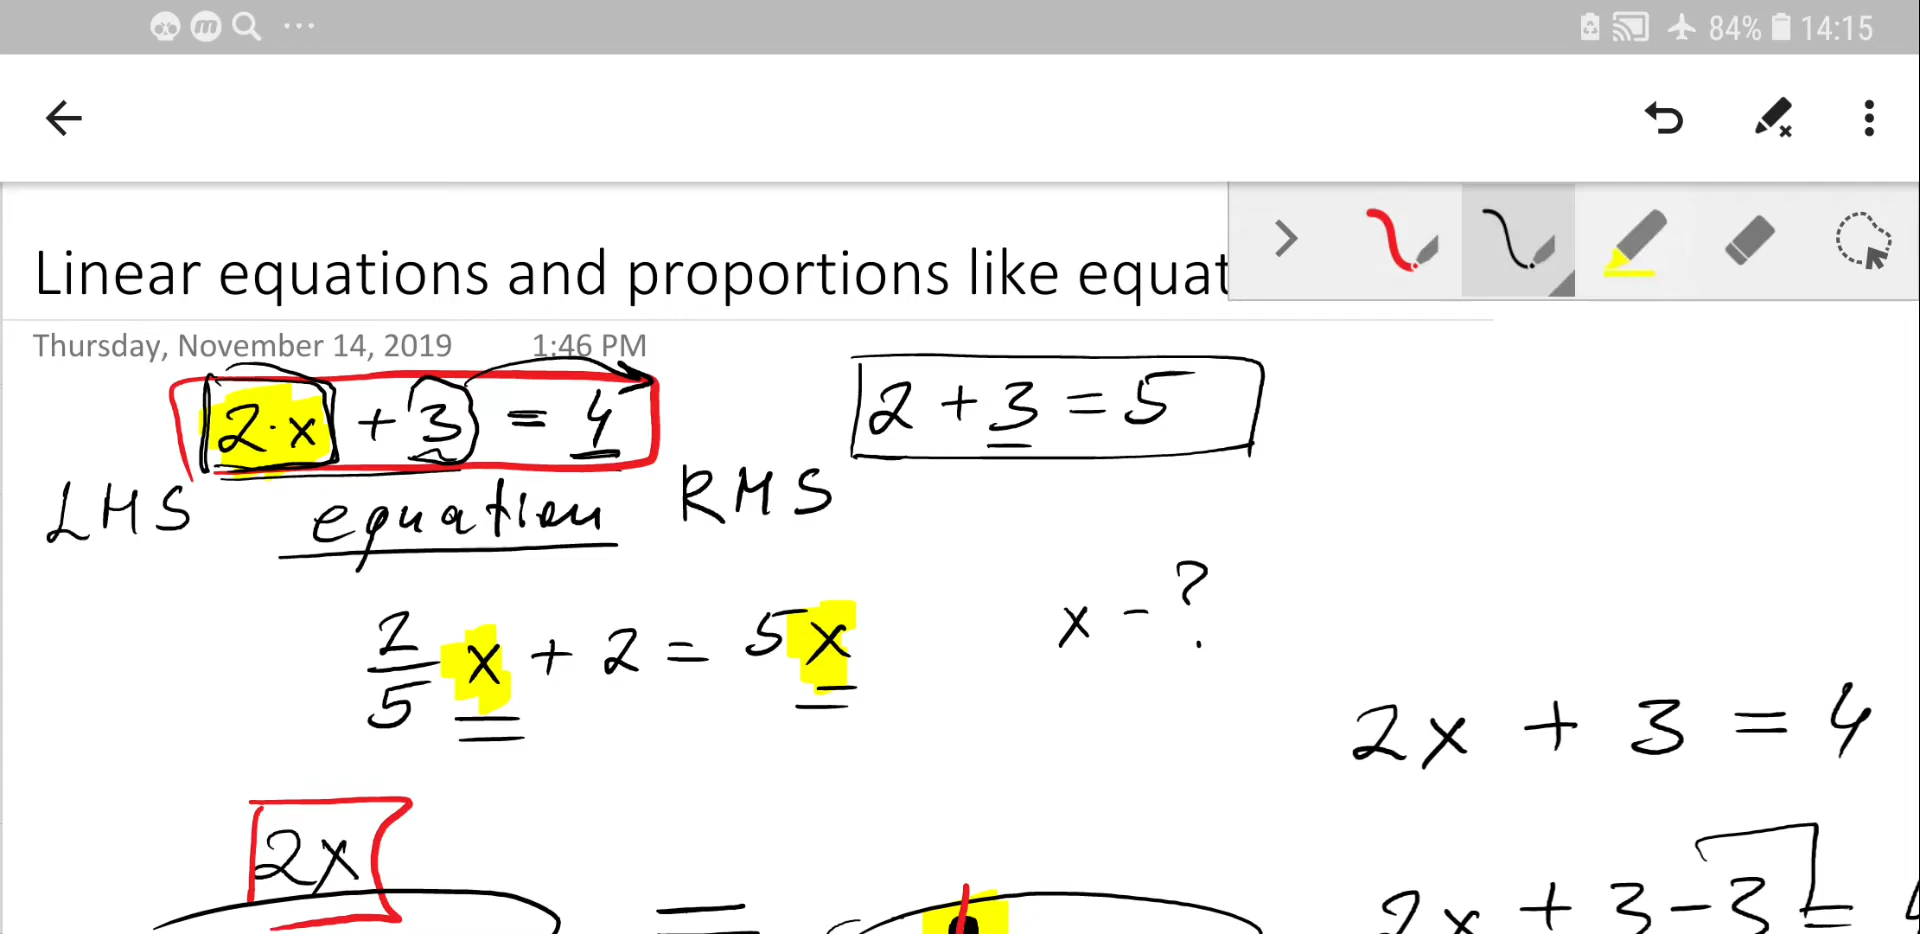 84% 14:15
Linear equations and proportions like equat
Thursday, November 14, 2019 1:46 PM
2·x + 3 = 4
2 + 3 = 5
LHS equation RHS
2/5 x + 2 = 5x
x - ?
2x + 3 = 4
2x
=
2x + 3 - 3 =